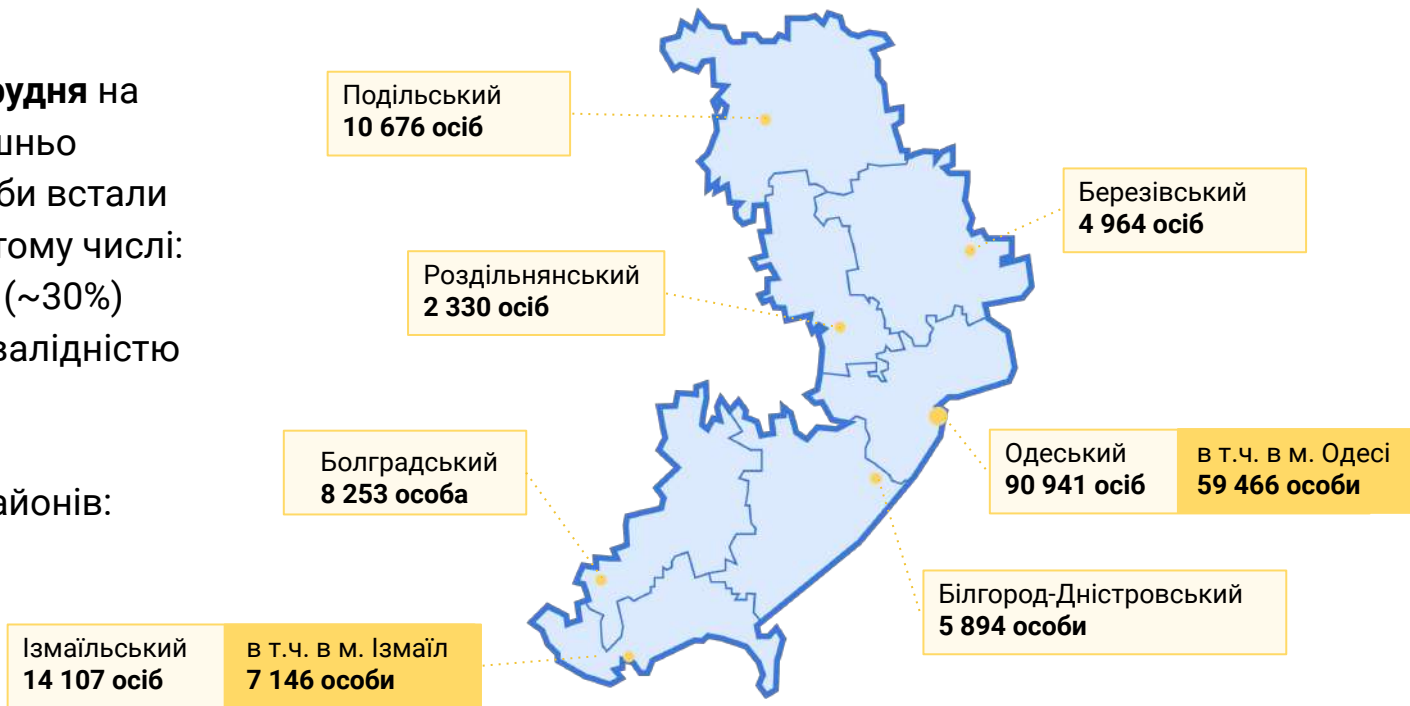 рудня на
шньо
би встали
тому числі:
(~30%)
валідністю
айонів:
Подільський
10 676 осіб
Березівський
4 964 осіб
Роздільнянський
2 330 осіб
Болградський
8 253 особа
Одеський
90 941 осіб
в т.ч. в м. Одесі
59 466 особи
Білгород-Дністровський
5 894 особи
Ізмаїльський
14 107 осіб
в т.ч. в м. Ізмаїл
7 146 особи